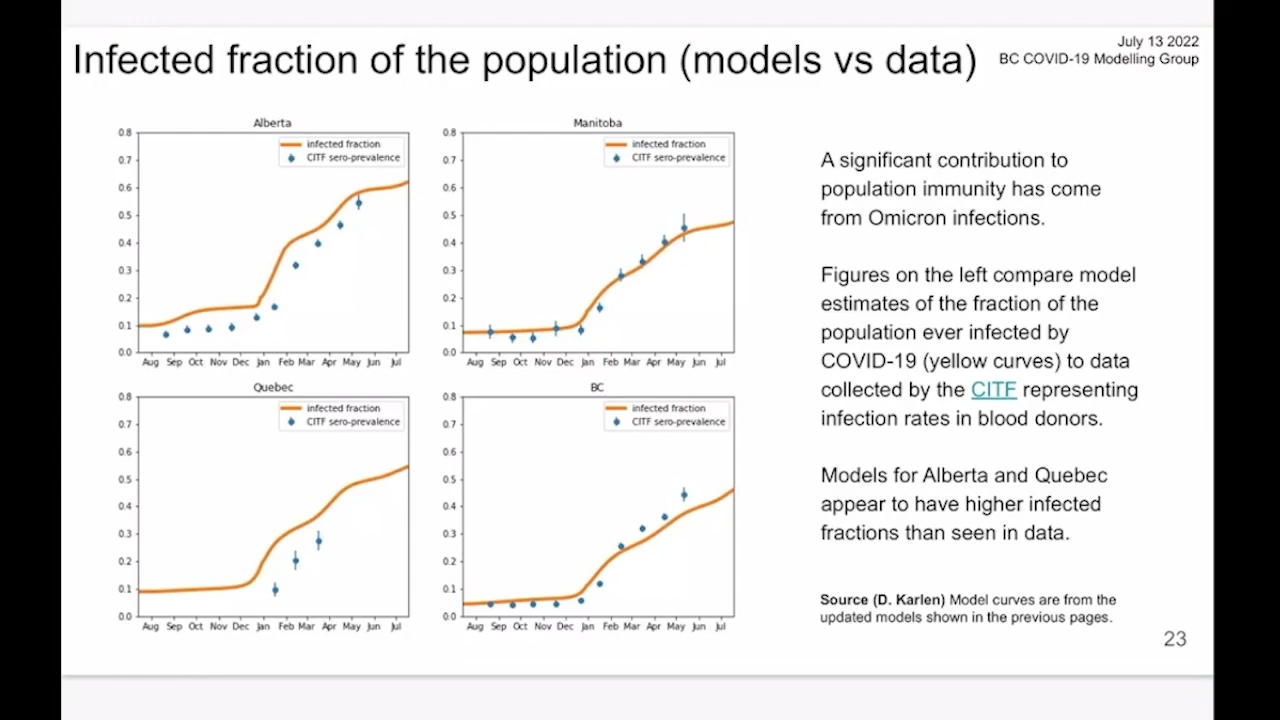 Infected fraction of the population (models vs data)
July 13 2022
BC COVID-19 Modelling Group
Alberta
0.8
0.7
0.6
0.5
0.4
0.3
0.2
0.1
0.0
infected fraction
CITF sero-prevalence
Aug Sep Oct Nov Dec Jan Feb Mar Apr May Jun Jul
Manitoba
0.8
0.7
0.6
0.5
0.4
0.3
0.2
0.1
0.0
infected fraction
CITF sero-prevalence
Aug Sep Oct Nov Dec Jan Feb Mar Apr May Jun Jul
Quebec
0.8
0.7
0.6
0.5
0.4
0.3
0.2
0.1
0.0
infected fraction
CITF sero-prevalence
Aug Sep Oct Nov Dec Jan Feb Mar Apr May Jun Jul
BC
0.8
0.7
0.6
0.5
0.4
0.3
0.2
0.1
0.0
infected fraction
CITF sero-prevalence
Aug Sep Oct Nov Dec Jan Feb Mar Apr May Jun Jul
A significant contribution to
population immunity has come
from Omicron infections.
Figures on the left compare model
estimates of the fraction of the
population ever infected by
COVID-19 (yellow curves) to data
collected by the CITF representing
infection rates in blood donors.
Models for Alberta and Quebec
appear to have higher infected
fractions than seen in data.
Source (D. Karlen) Model curves are from the
updated models shown in the previous pages.
23